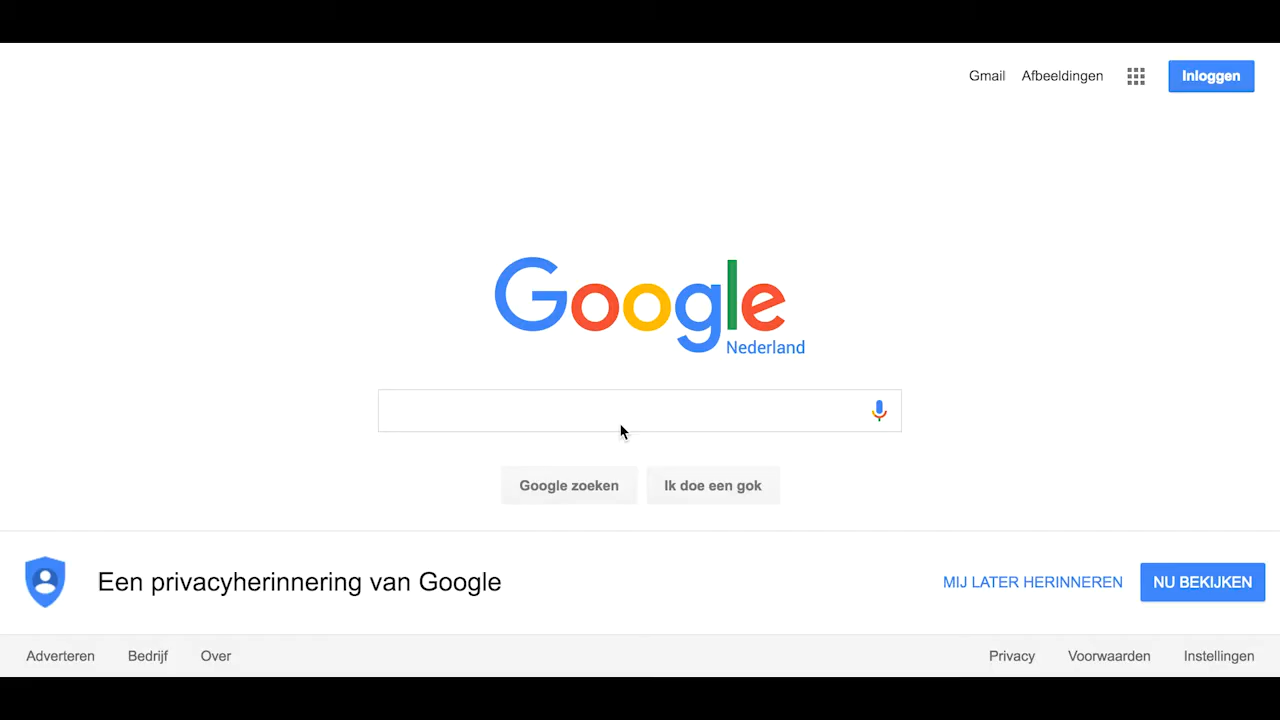 Gmail Afbeeldingen Inloggen
Google
Nederland
Google zoeken Ik doe een gok
Een privacyherinnering van Google MIJ LATER HERINNEREN NU BEKIJKEN
Adverteren Bedrijf Over Privacy Voorwaarden Instellingen